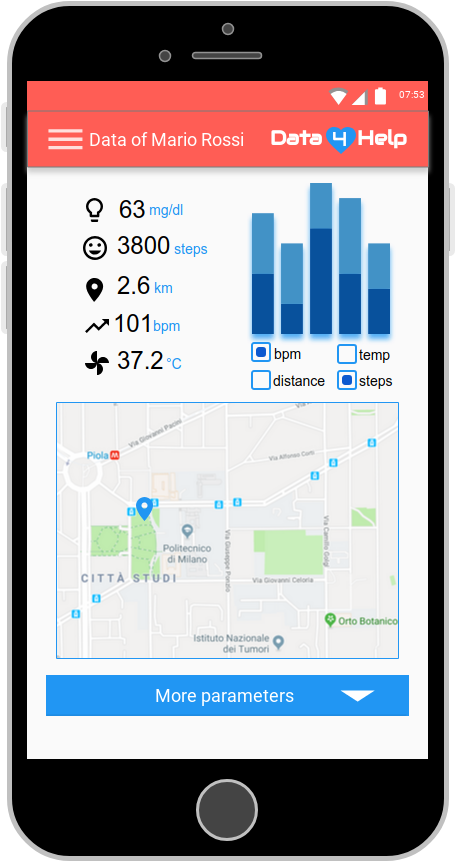 07:53
Data of Mario Rossi
Data 4 Help
63 mg/dl
3800 steps
2.6 km
101 bpm
37.2 °C
bpm
temp
distance
steps
Via Giovanni Pacini
Piola M
Via Alfonso Corti
Politecnico
di Milano
Via Giuseppe Ponzio
Via Camillo Golgi
CITTÀ STUDI
Via Giovanni Celoria
Orto Botanico
Istituto Nazionale
dei Tumori
More parameters